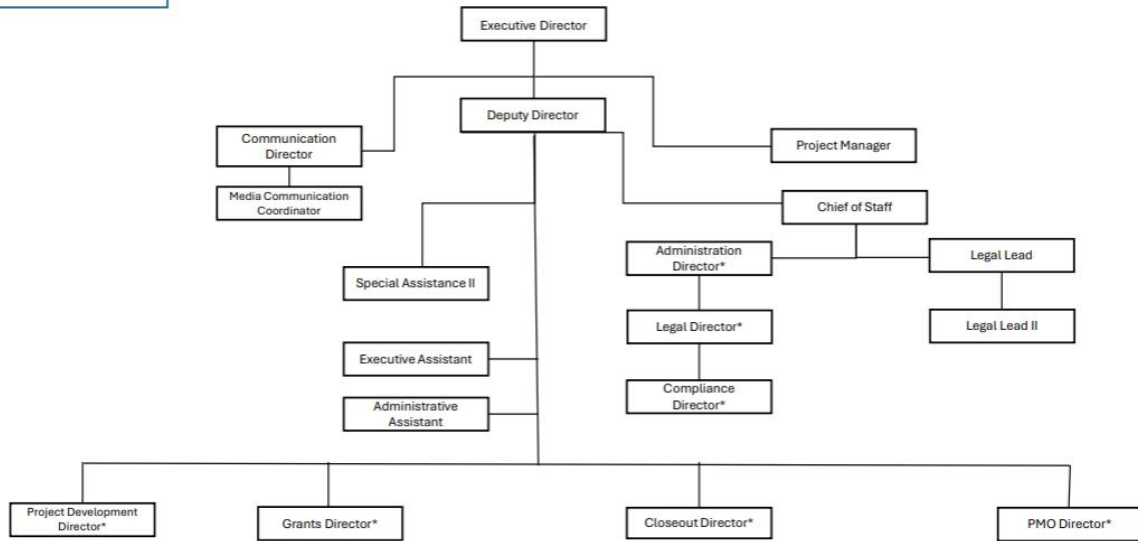 Executive Director
Deputy Director
Communication
Director
Project Manager
Media Communication
Coordinator
Chief of Staff
Administration
Director*
Legal Lead
Special Assistance II
Legal Director*
Legal Lead II
Executive Assistant
Compliance
Director*
Administrative
Assistant
Project Development
Director*
Grants Director*
Closeout Director*
PMO Director*